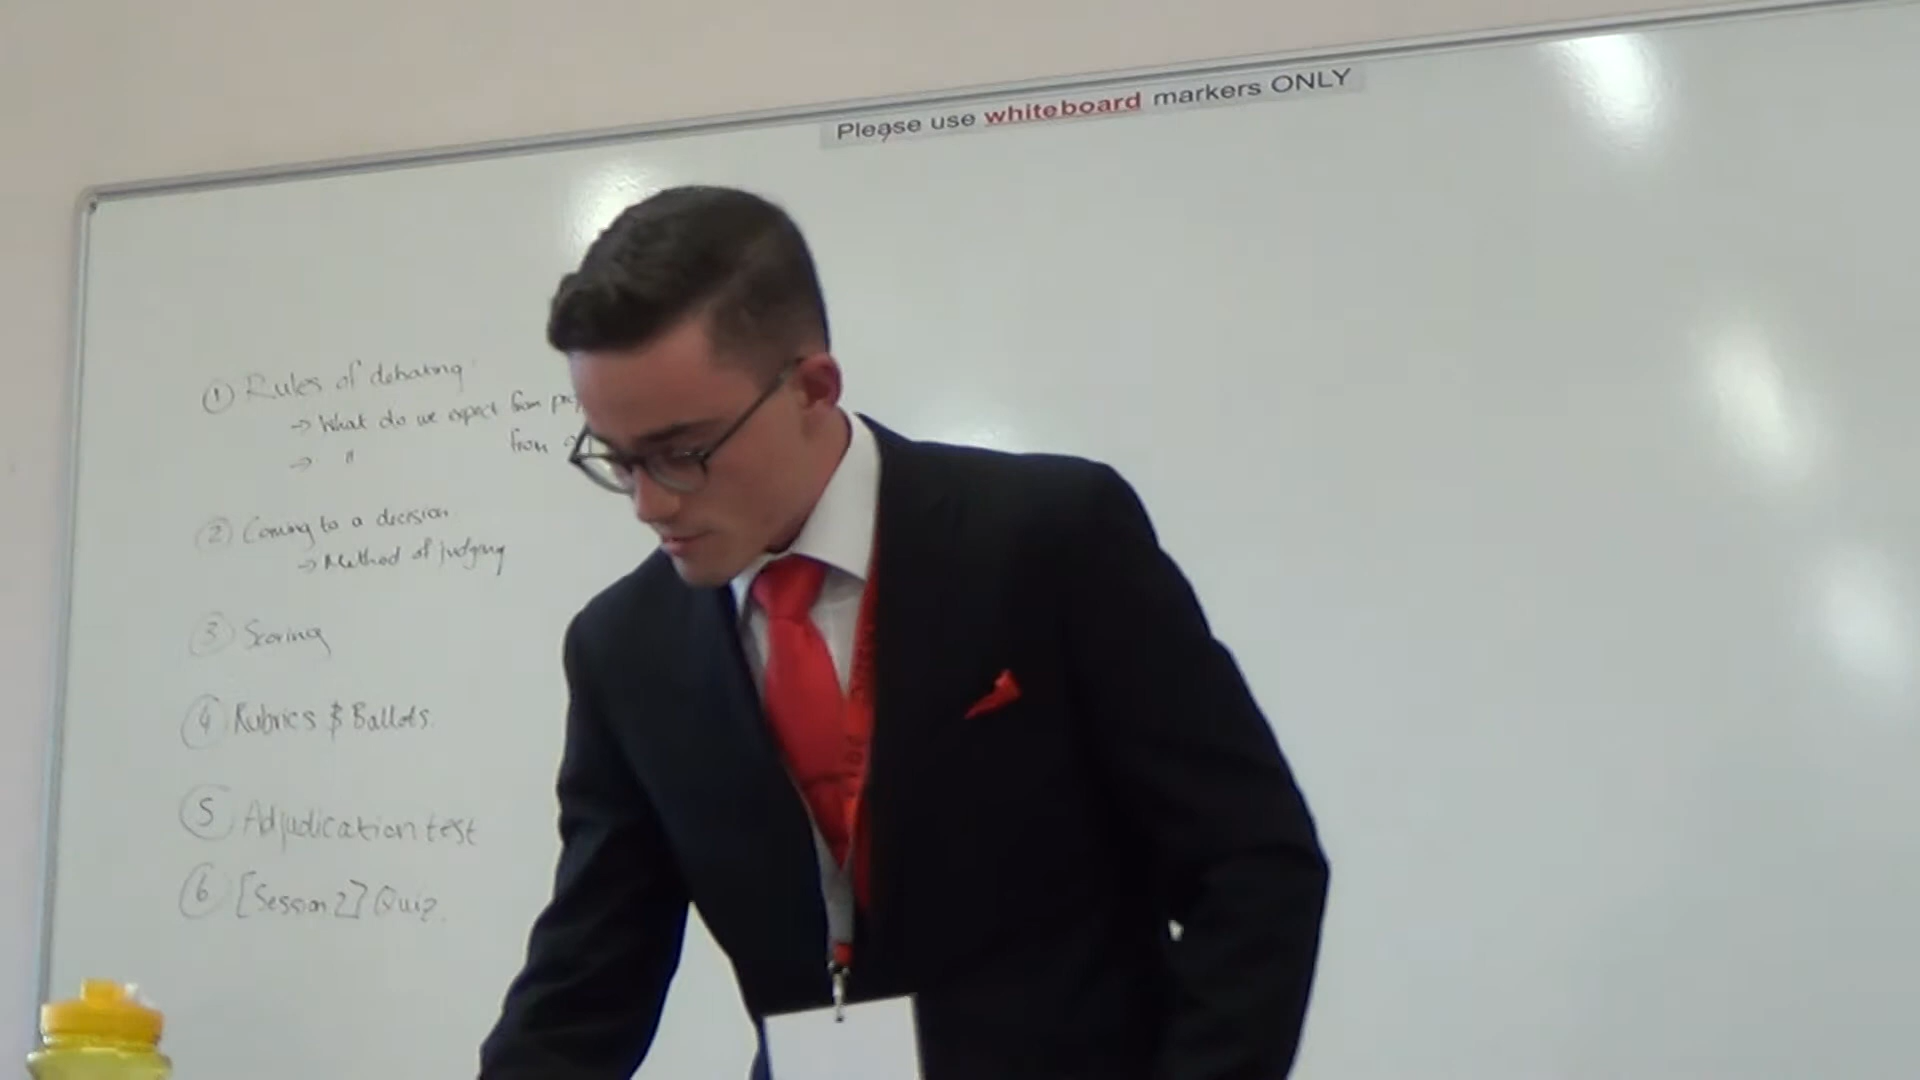 Please use whiteboard markers ONLY
① Rules of debating
→ What do we expect from
→ " from
② Coming to a decision
→ Method of judging
③ Scoring
④ Rubrics & Ballots.
⑤ Adjudication test
⑥ [Session 2] Quiz.